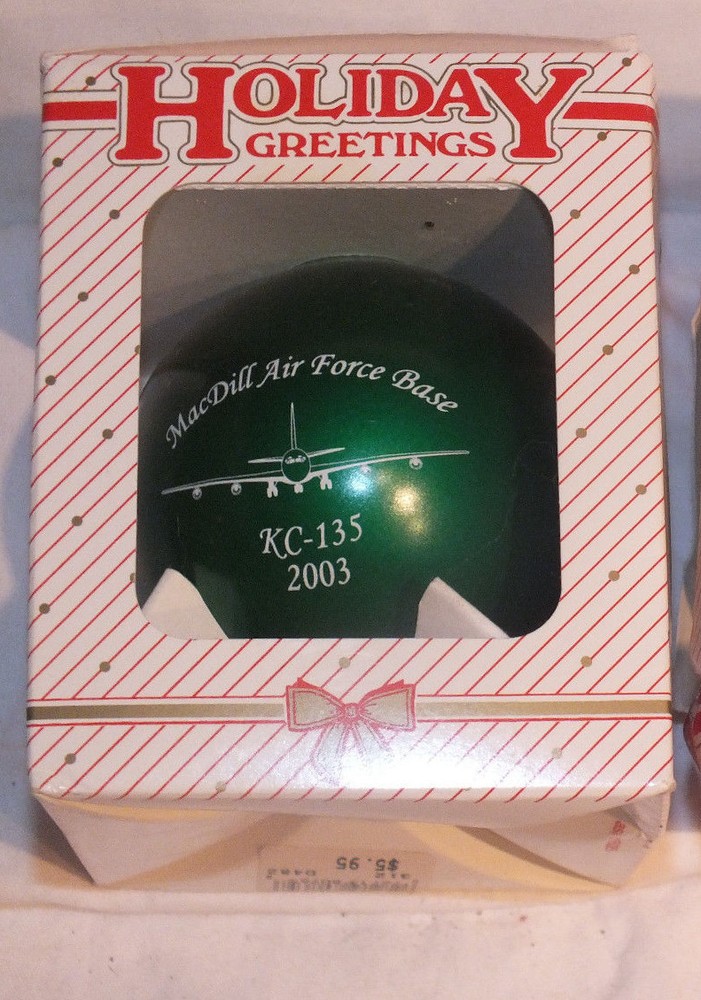 HOLIDAY
GREETINGS
MacDill Air Force Base
KC-135
2003
$5.95